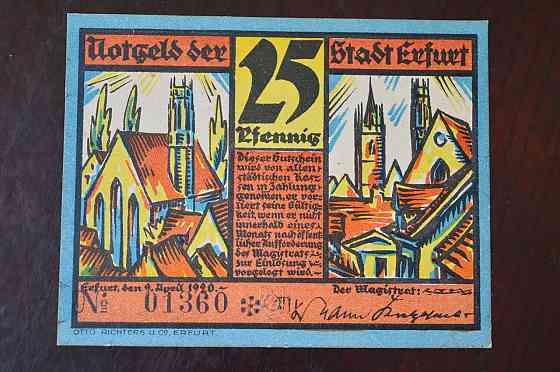 Notgeld der 25 Stadt Erfurt
Pfennig
Dieser Gutschein
wird von allen
städtischen Kas-
sen in Zahlung
genommen, er ver-
liert seine Gültig-
keit, wenn er nicht
innerhalb eines
Monats nach öffent-
licher Aufforderung
des Magistrats
zur Einlösung
vorgelegt wird.
Erfurt, den 9. April 1920. Der Magistrat:
No 01360
OTTO RICHTERS U. CO, ERFURT.